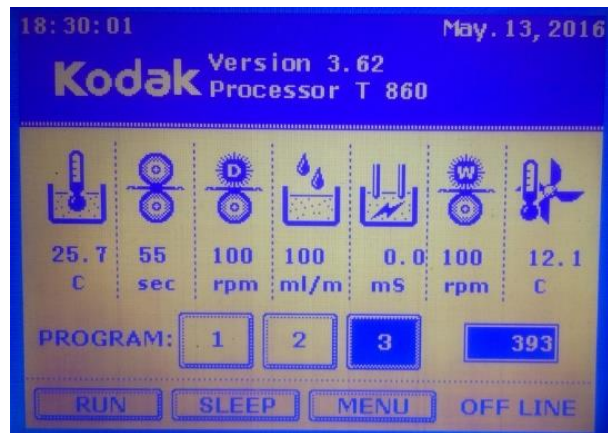 18:30:01 May. 13, 2016
Kodak Version 3.62
Processor T 860
D W
25.7 55 100 100 0.0 100 12.1
C sec rpm ml/m mS rpm C
PROGRAM: 1 2 3 393
RUN SLEEP MENU OFF LINE